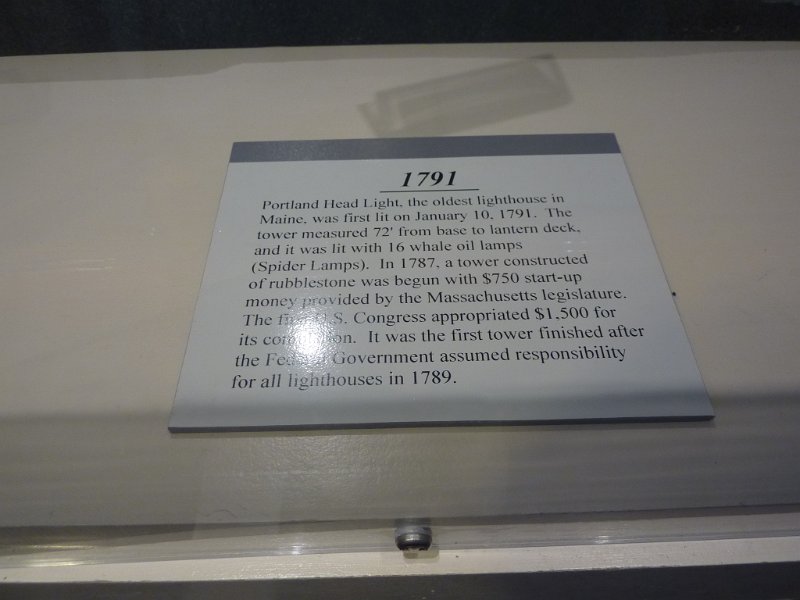 1791
Portland Head Light, the oldest lighthouse in
Maine, was first lit on January 10, 1791. The
tower measured 72' from base to lantern deck,
and it was lit with 16 whale oil lamps
(Spider Lamps). In 1787, a tower constructed
of rubblestone was begun with $750 start-up
money provided by the Massachusetts legislature.
The first U.S. Congress appropriated $1,500 for
its completion. It was the first tower finished after
the Federal Government assumed responsibility
for all lighthouses in 1789.